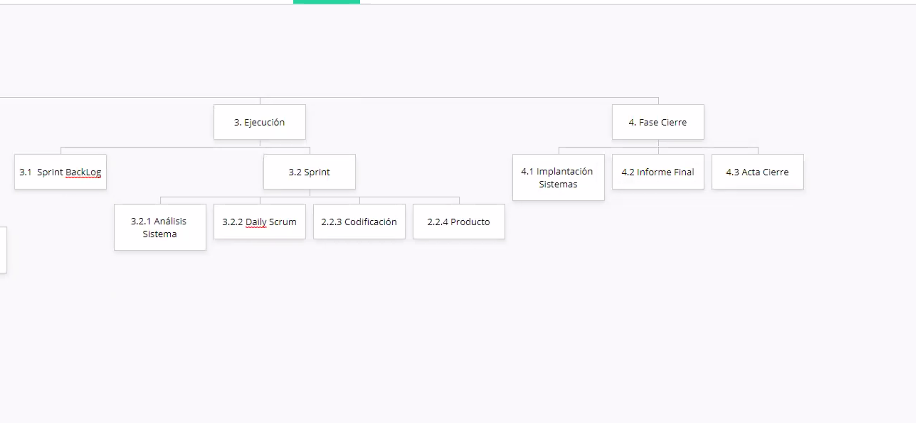 3. Ejecución
4. Fase Cierre
3.1 Sprint BackLog
3.2 Sprint
4.1 Implantación
Sistemas
4.2 Informe Final
4.3 Acta Cierre
3.2.1 Análisis
Sistema
3.2.2 Daily Scrum
2.2.3 Codificación
2.2.4 Producto